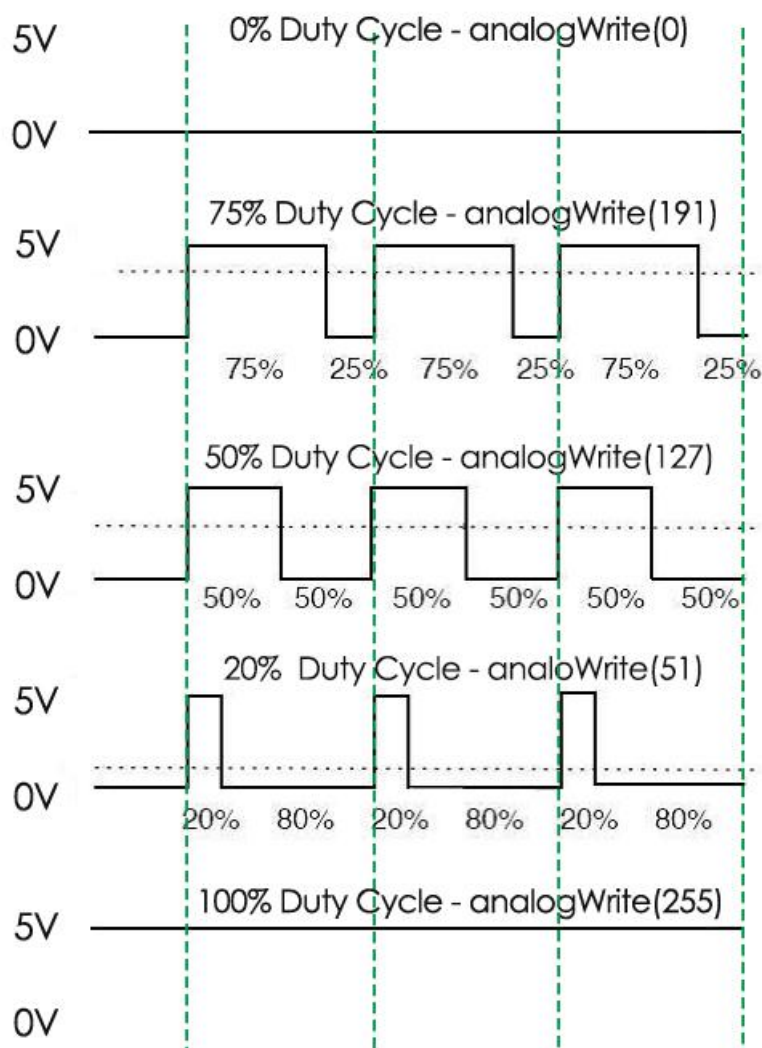 0% Duty Cycle - analogWrite(0)
5V
0V
75% Duty Cycle - analogWrite(191)
5V
0V
75% 25% 75% 25% 75% 25%
50% Duty Cycle - analogWrite(127)
5V
0V
50% 50% 50% 50% 50% 50%
20% Duty Cycle - analoWrite(51)
5V
0V
20% 80% 20% 80% 20% 80%
100% Duty Cycle - analogWrite(255)
5V
0V